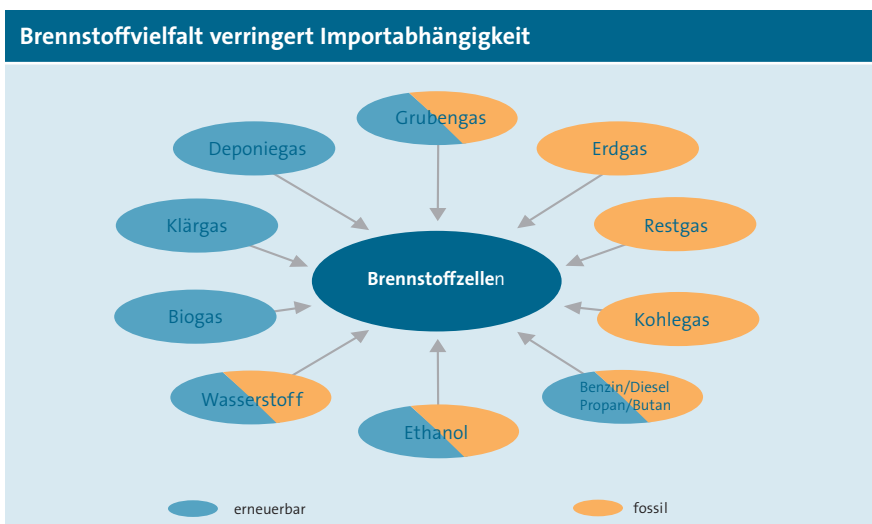 Brennstoffvielfalt verringert Importabhängigkeit
Grubengas
Deponiegas
Erdgas
Klärgas
Restgas
Brennstoffzellen
Biogas
Kohlegas
Benzin/Diesel
Propan/Butan
Wasserstoff
Ethanol
erneuerbar
fossil